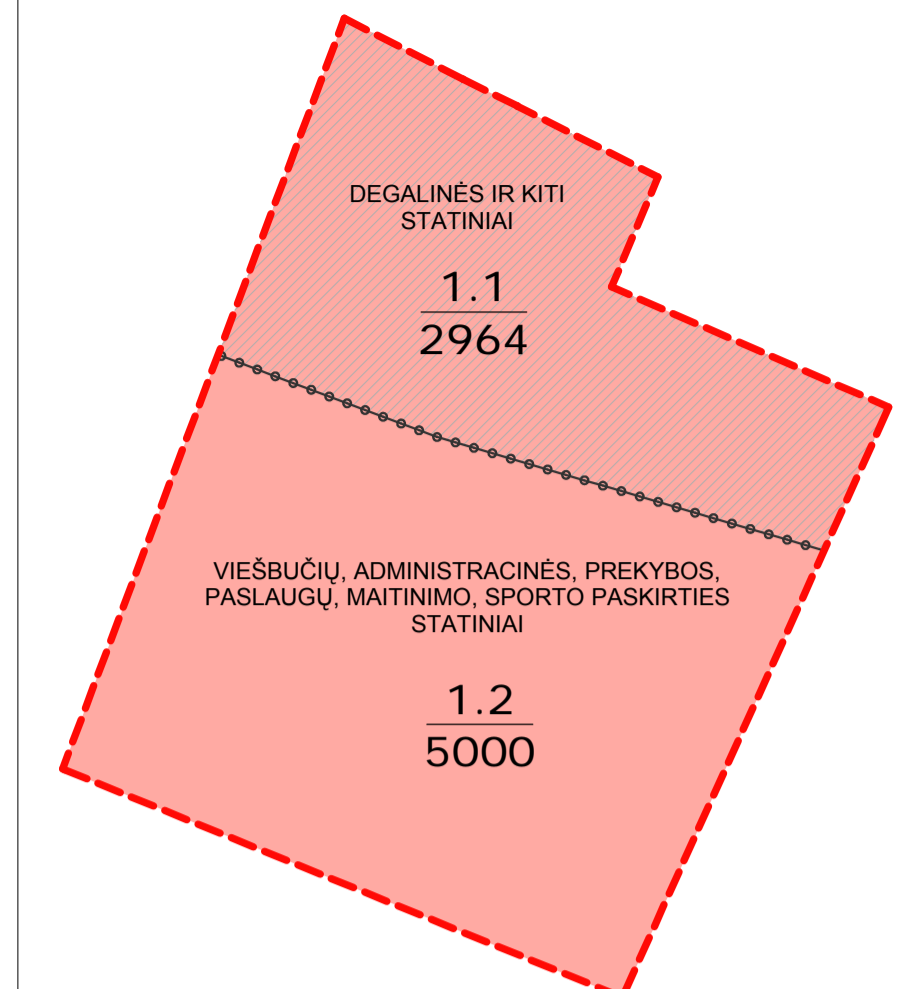 DEGALINĖS IR KITI
STATINIAI
1.1
2964
VIEŠBUČIŲ, ADMINISTRACINĖS, PREKYBOS,
PASLAUGŲ, MAITINIMO, SPORTO PASKIRTIES
STATINIAI
1.2
5000